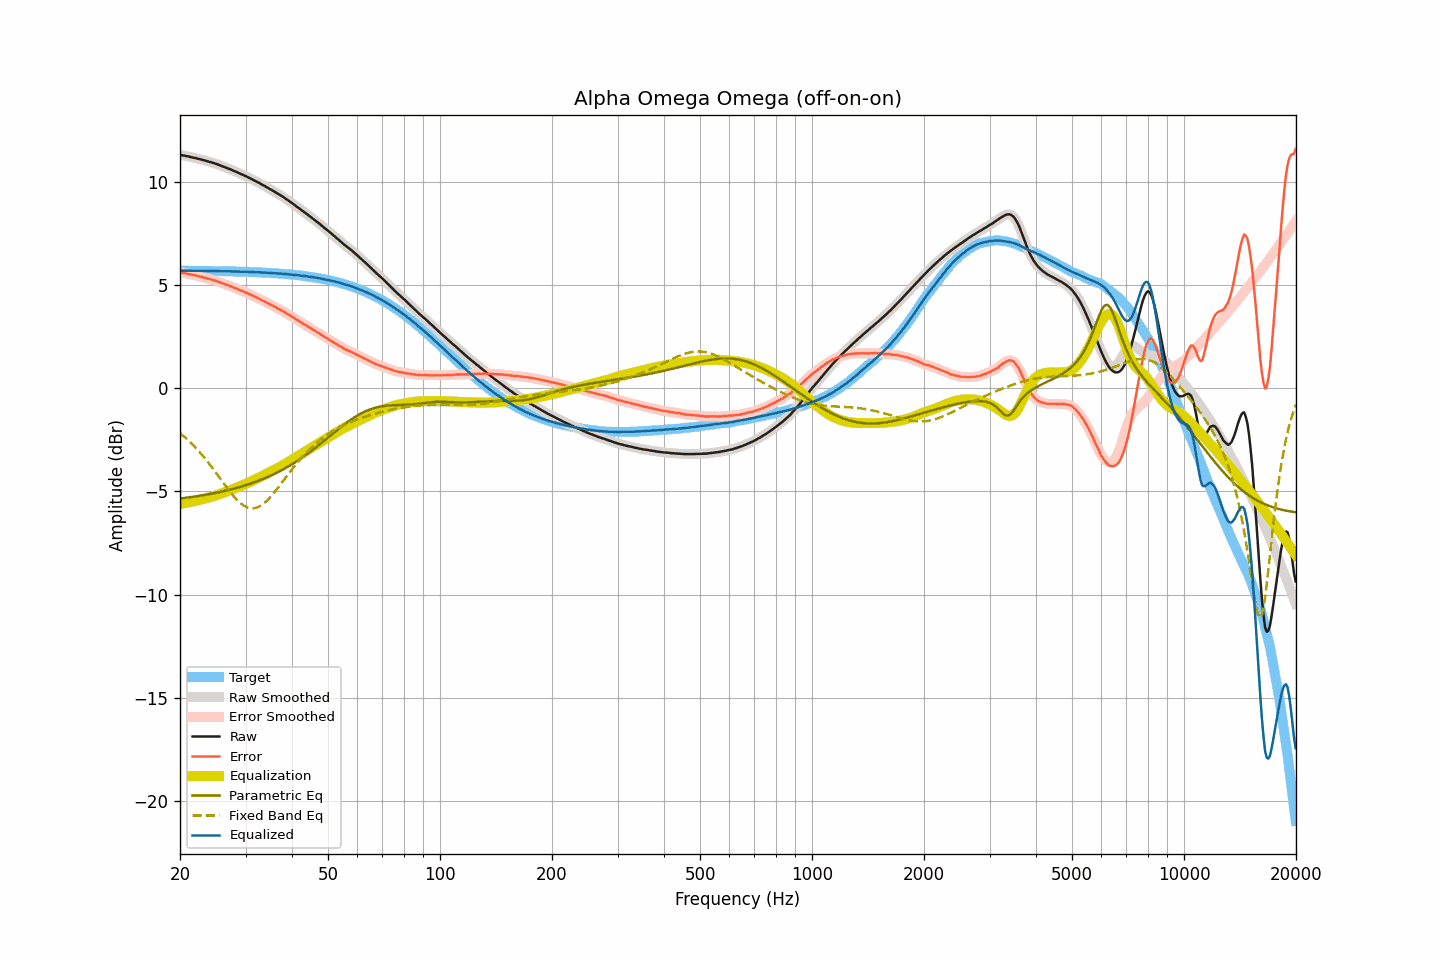 Alpha Omega Omega (off-on-on)
Amplitude (dBr)
10
5
0
−5
−10
−15
−20
Target
Raw Smoothed
Error Smoothed
Raw
Error
Equalization
Parametric Eq
Fixed Band Eq
Equalized
20 50 100 200 500 1000 2000 5000 10000 20000
Frequency (Hz)